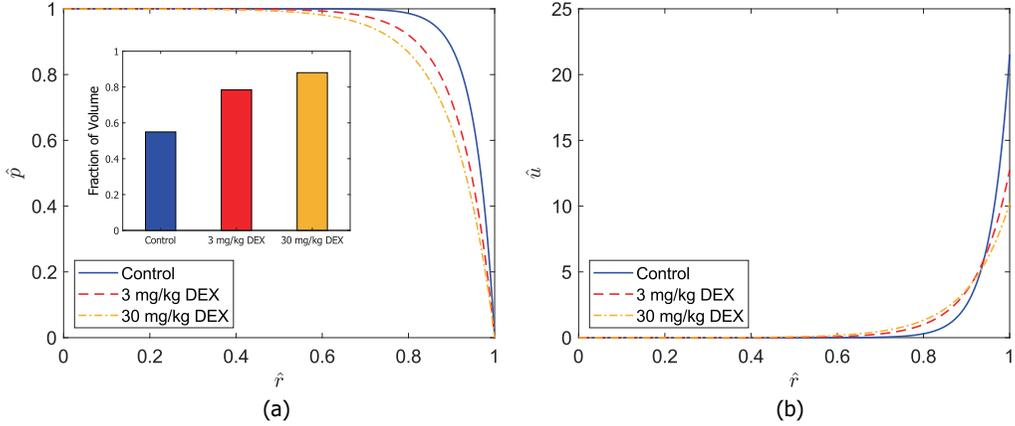 1
0.8
0.6
0.4
0.2
0
p̂
0 0.2 0.4 0.6 0.8 1
r̂
Fraction of Volume
1
0.8
0.6
0.4
0.2
0
Control 3 mg/kg DEX 30 mg/kg DEX
Control
3 mg/kg DEX
30 mg/kg DEX
(a)
25
20
15
10
5
0
û
0 0.2 0.4 0.6 0.8 1
r̂
Control
3 mg/kg DEX
30 mg/kg DEX
(b)